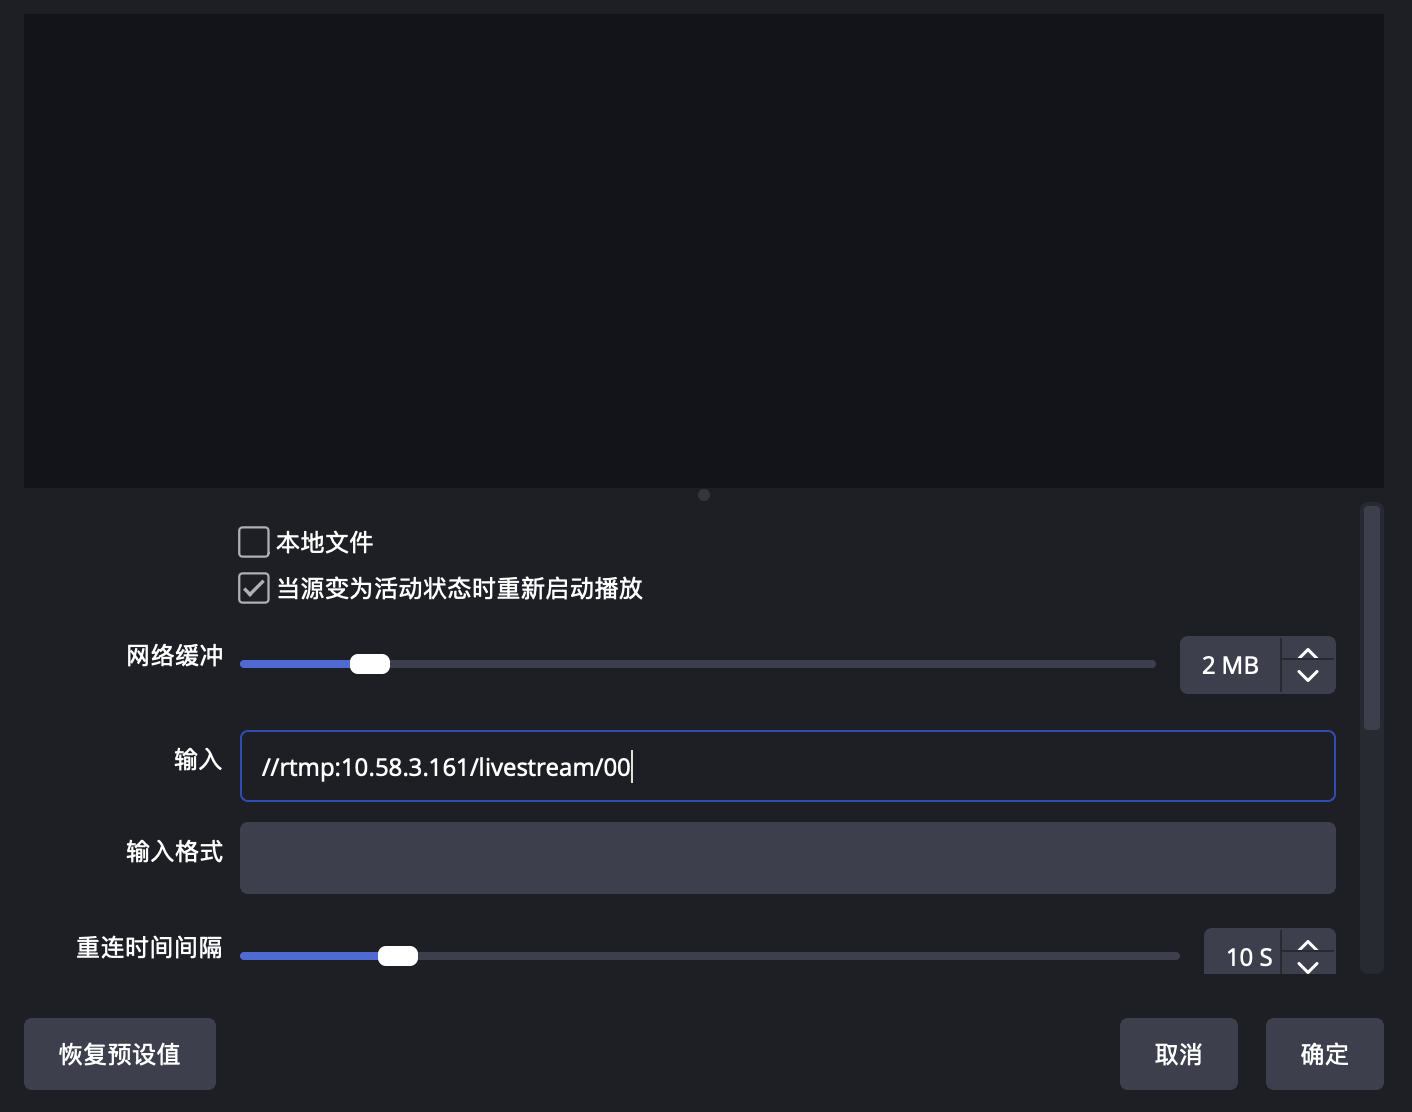 本地文件
当源变为活动状态时重新启动播放
网络缓冲 2 MB
输入 //rtmp:10.58.3.161/livestream/00
输入格式
重连时间间隔 10 S
恢复预设值 取消 确定